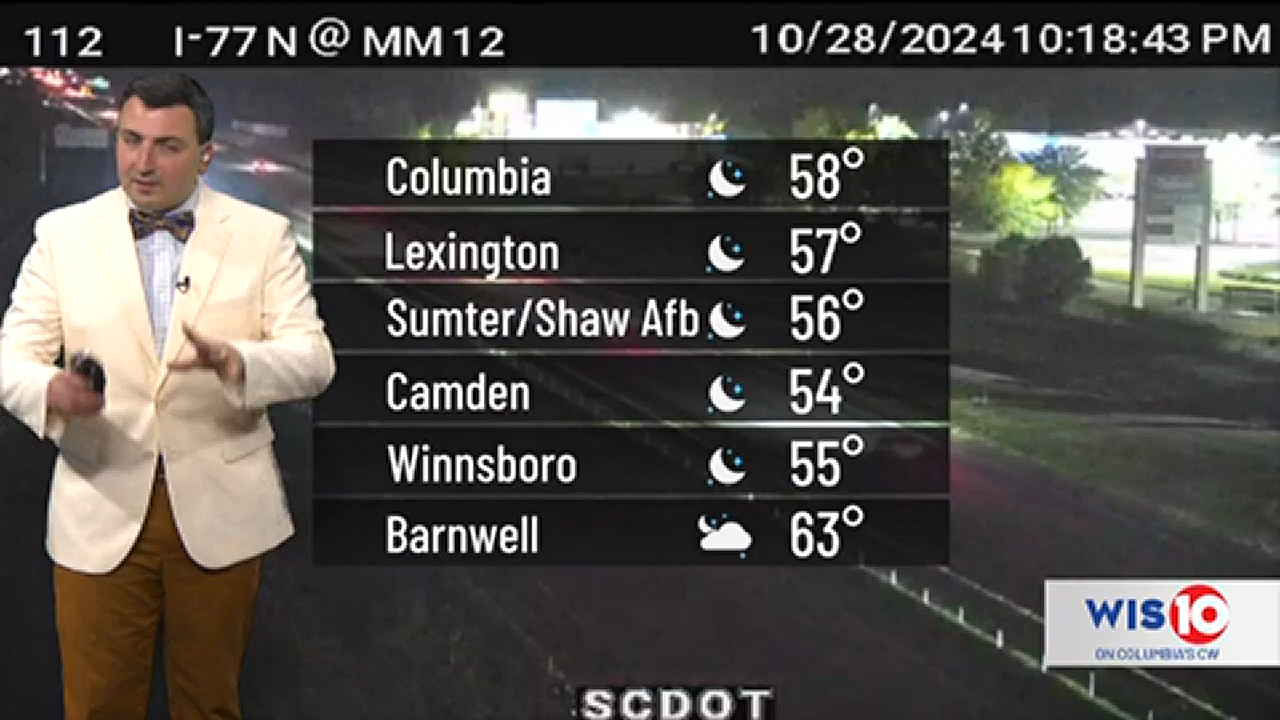 112 I-77 N @ MM 12 10/28/2024 10:18:43 PM
Columbia 58°
Lexington 57°
Sumter/Shaw Afb 56°
Camden 54°
Winnsboro 55°
Barnwell 63°
WIS 10
ON COLUMBIA'S CW
SCDOT